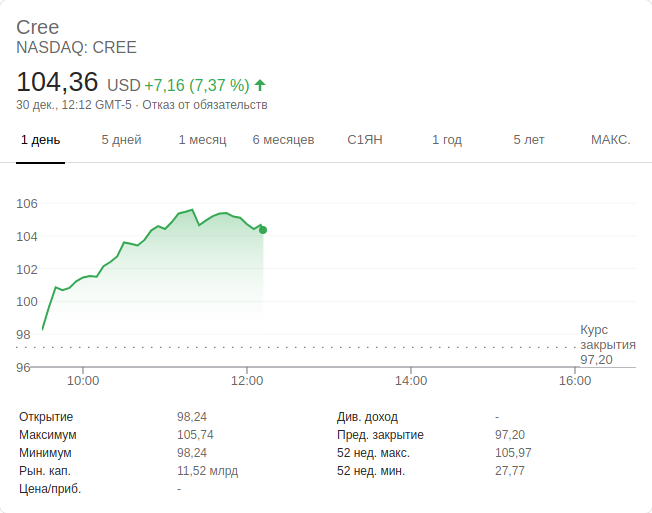 Cree
NASDAQ: CREE
104,36 USD +7,16 (7,37 %)
30 дек., 12:12 GMT-5 · Отказ от обязательств
1 день 5 дней 1 месяц 6 месяцев С1ЯН 1 год 5 лет МАКС.
106
104
102
100
98
96
Курс
закрытия
97,20
10:00 12:00 14:00 16:00
Открытие 98,24
Максимум 105,74
Минимум 98,24
Рын. кап. 11,52 млрд
Цена/приб. -
Див. доход -
Пред. закрытие 97,20
52 нед. макс. 105,97
52 нед. мин. 27,77